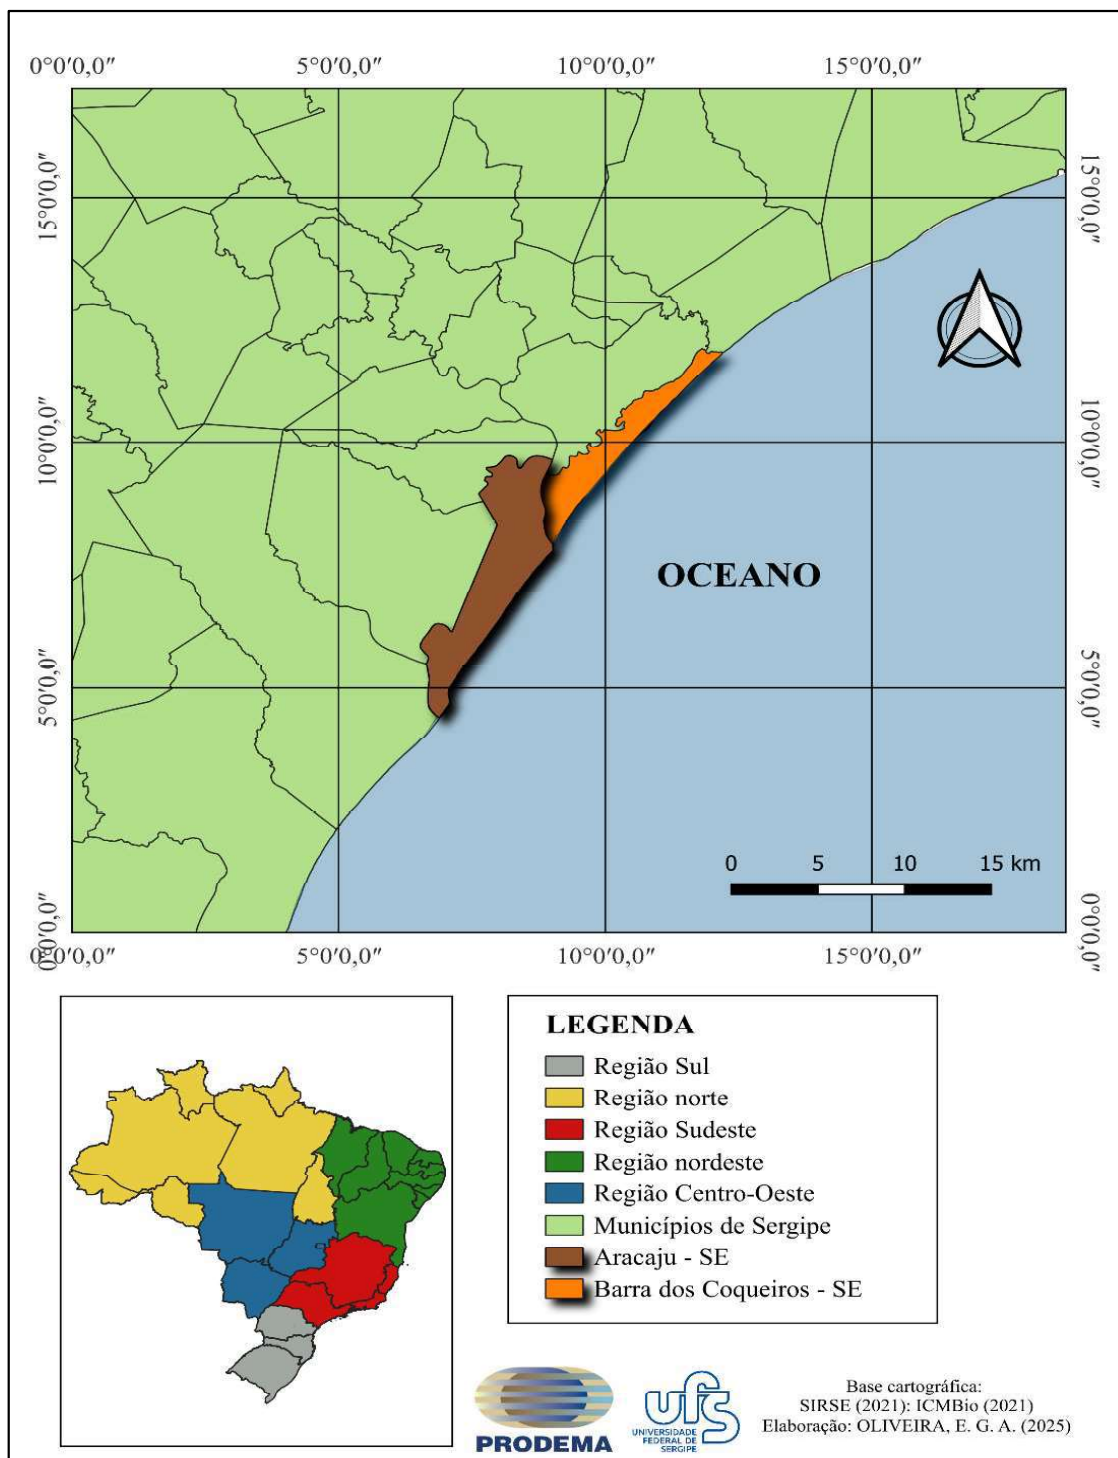 0°0'0,0" 5°0'0,0" 10°0'0,0" 15°0'0,0"
15°0'0,0" 15°0'0,0"
10°0'0,0" 10°0'0,0"
OCEANO
5°0'0,0" 5°0'0,0"
0 5 10 15 km
0°0'0,0" 0°0'0,0"
0°0'0,0" 5°0'0,0" 10°0'0,0" 15°0'0,0"
LEGENDA
Região Sul
Região norte
Região Sudeste
Região nordeste
Região Centro-Oeste
Municípios de Sergipe
Aracaju - SE
Barra dos Coqueiros - SE
PRODEMA
ufs
UNIVERSIDADE
FEDERAL DE
SERGIPE
Base cartográfica:
SIRSE (2021): ICMBio (2021)
Elaboração: OLIVEIRA, E. G. A. (2025)